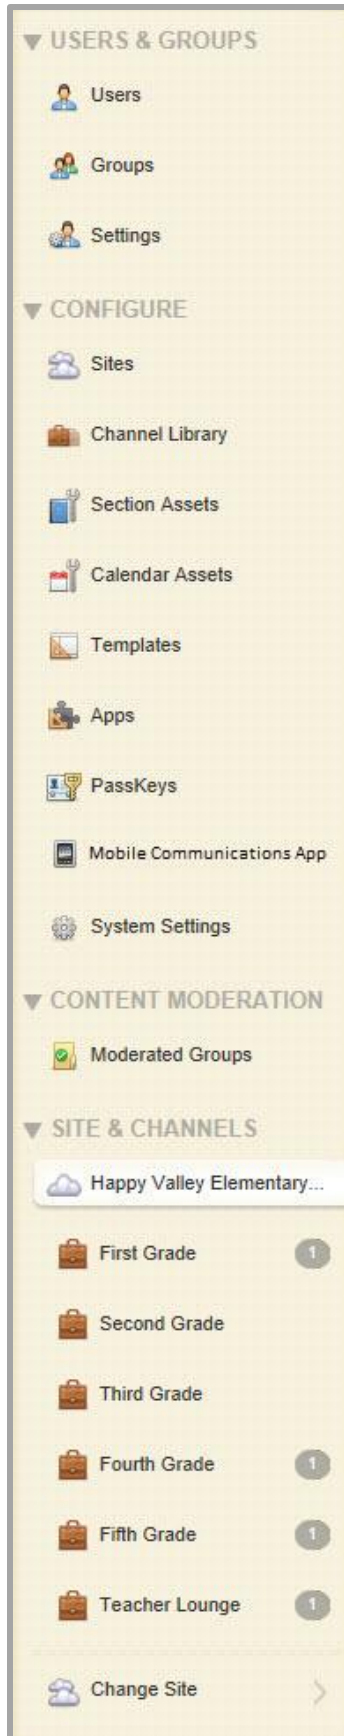 USERS & GROUPS
Users
Groups
Settings
CONFIGURE
Sites
Channel Library
Section Assets
Calendar Assets
Templates
Apps
PassKeys
Mobile Communications App
System Settings
CONTENT MODERATION
Moderated Groups
SITE & CHANNELS
Happy Valley Elementary...
First Grade 1
Second Grade
Third Grade
Fourth Grade 1
Fifth Grade 1
Teacher Lounge 1
Change Site